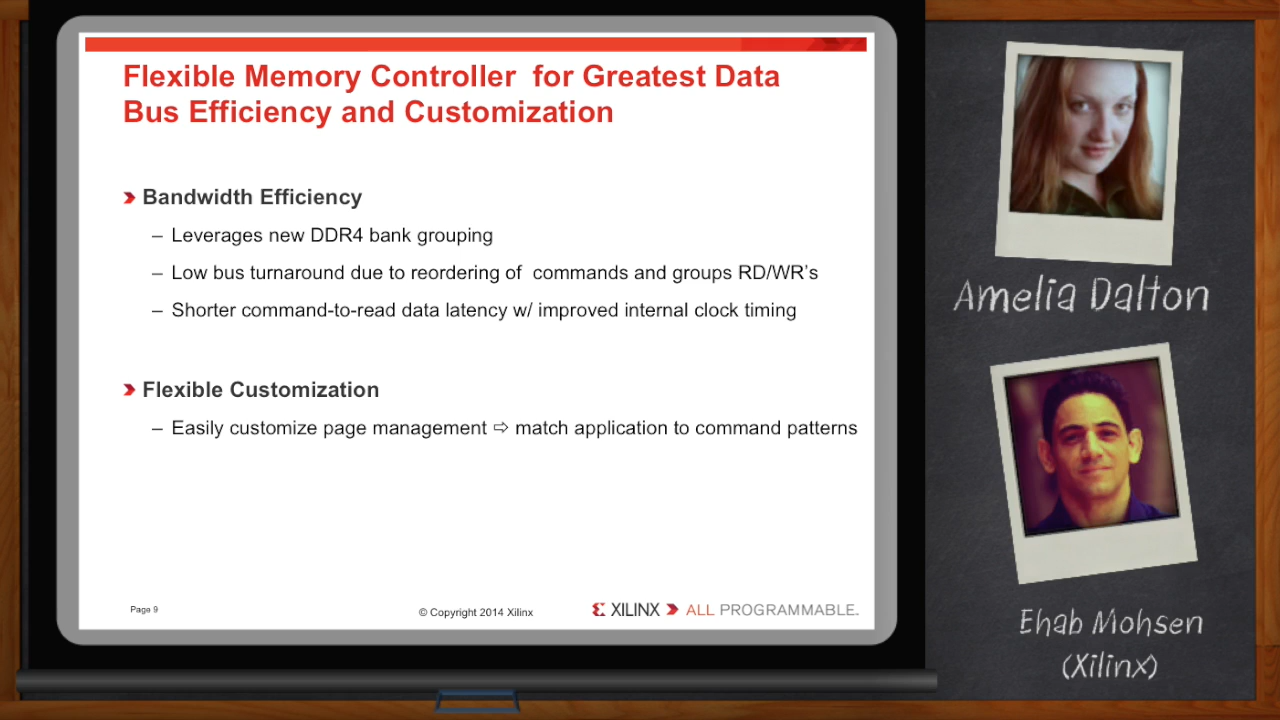 Flexible Memory Controller  for Greatest Data
Bus Efficiency and Customization
Bandwidth Efficiency
– Leverages new DDR4 bank grouping
– Low bus turnaround due to reordering of  commands and groups RD/WR’s
– Shorter command-to-read data latency w/ improved internal clock timing
Flexible Customization
– Easily customize page management ⇨ match application to command patterns
Page 9
© Copyright 2014 Xilinx
XILINX ALL PROGRAMMABLE.
Amelia Dalton
Ehab Mohsen
(Xilinx)